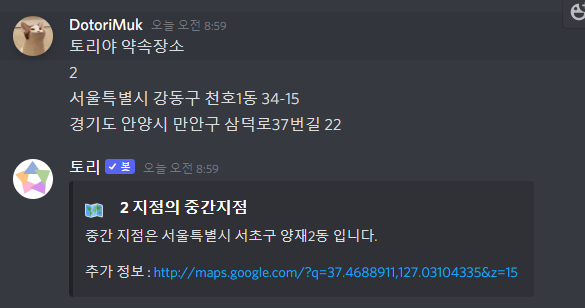 DotoriMuk 오늘 오전 8:59
토리야 약속장소
2
서울특별시 강동구 천호1동 34-15
경기도 안양시 만안구 삼덕로37번길 22
토리 ✓ 봇 오늘 오전 8:59
2 지점의 중간지점
중간 지점은 서울특별시 서초구 양재2동 입니다.
추가 정보 : http://maps.google.com/?q=37.4688911,127.03104335&z=15